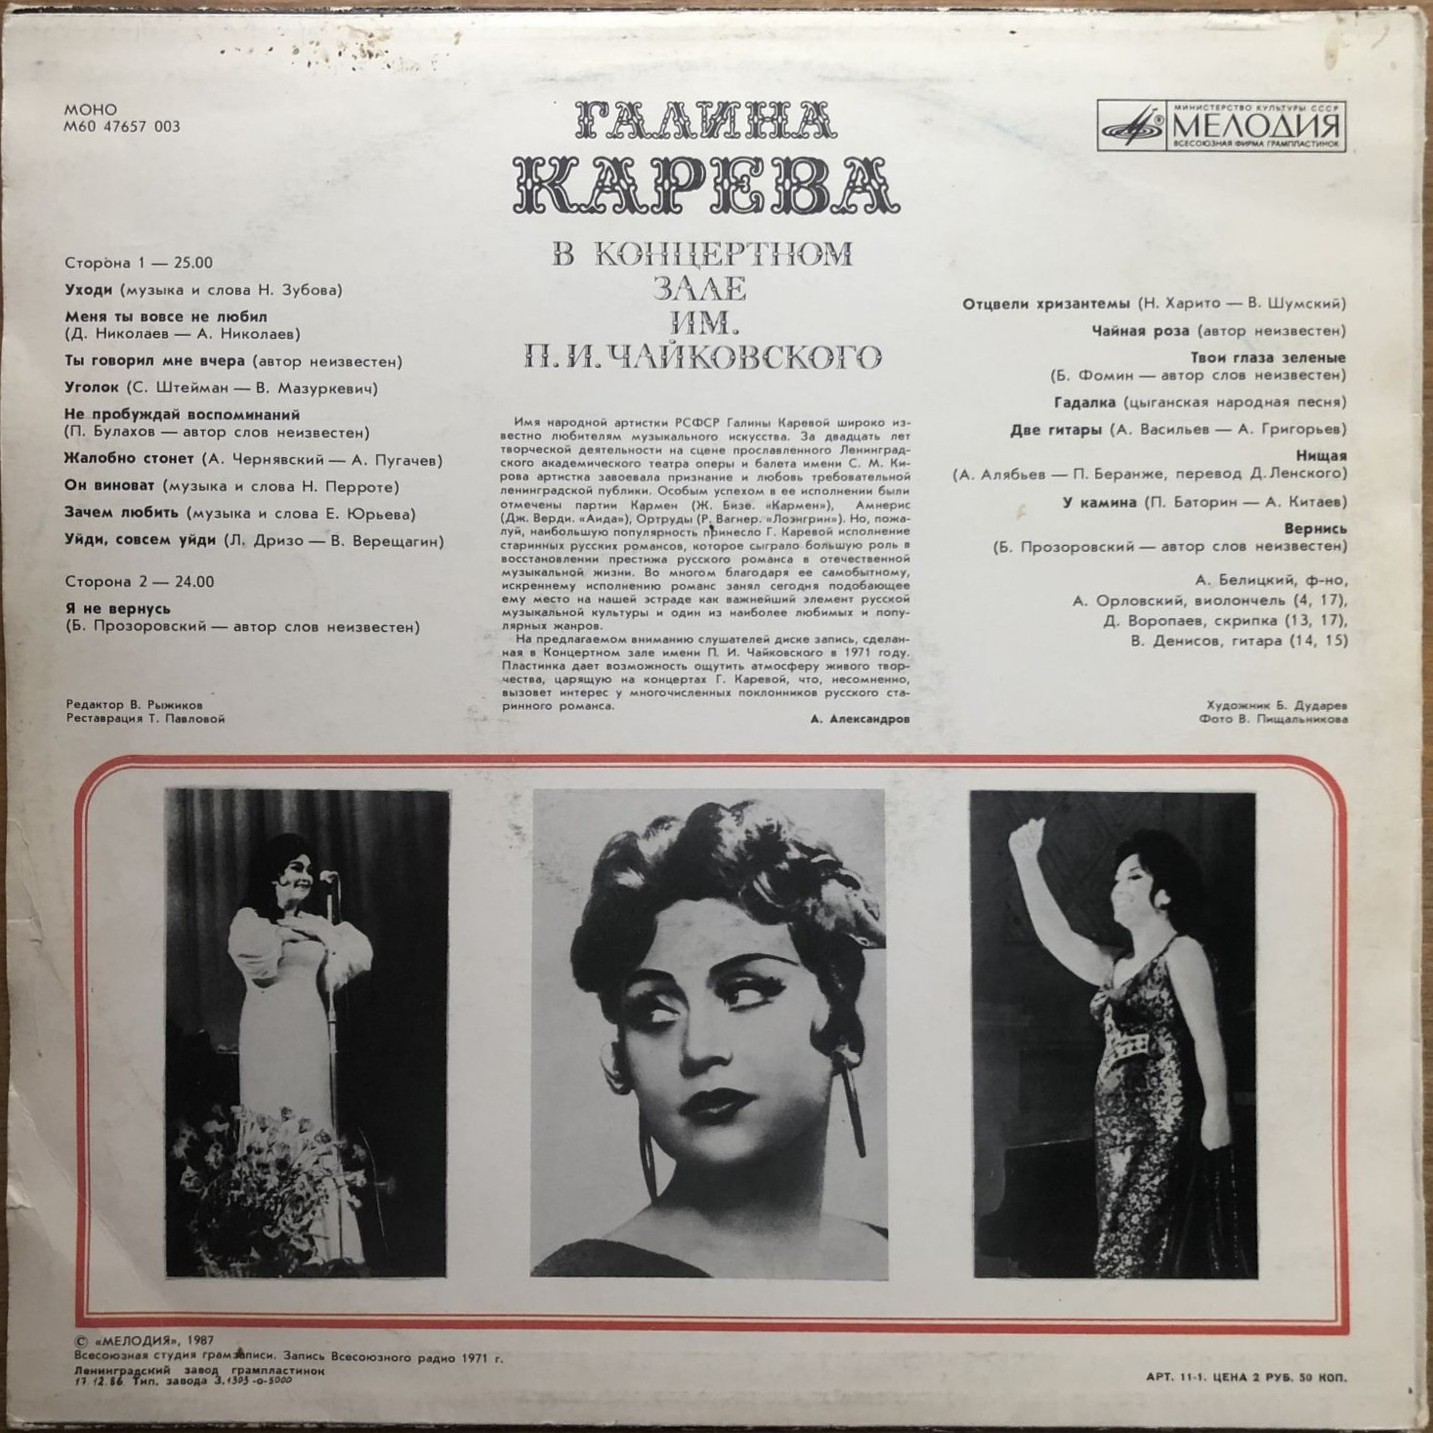 МОНО
М60 47657 003
ГАЛИНА
КАРЕВА
В КОНЦЕРТНОМ
ЗАЛЕ
ИМ.
П.И.ЧАЙКОВСКОГО
МИНИСТЕРСТВО КУЛЬТУРЫ СССР
МЕЛОДИЯ
ВСЕСОЮЗНАЯ ФИРМА ГРАМПЛАСТИНОК
Сторона 1 — 25.00
Уходи (музыка и слова Н. Зубова)
Меня ты вовсе не любил
(Д. Николаев — А. Николаев)
Ты говорил мне вчера (автор неизвестен)
Уголок (С. Штейман — В. Мазуркевич)
Не пробуждай воспоминаний
(П. Булахов — автор слов неизвестен)
Жалобно стонет (А. Чернявский — А. Пугачев)
Он виноват (музыка и слова Н. Перроте)
Зачем любить (музыка и слова Е. Юрьева)
Уйди, совсем уйди (Л. Дризо — В. Верещагин)
Сторона 2 — 24.00
Я не вернусь
(Б. Прозоровский — автор слов неизвестен)
Редактор В. Рыжиков
Реставрация Т. Павловой
Имя народной артистки РСФСР Галины Каревой широко из-
вестно любителям музыкального искусства. За двадцать лет
творческой деятельности на сцене прославленного Ленинград-
ского академического театра оперы и балета имени С. М. Ки-
рова артистка завоевала признание и любовь требовательной
ленинградской публики. Особым успехом в ее исполнении были
отмечены партии Кармен (Ж. Бизе. «Кармен»), Амнерис
(Дж. Верди. «Аида»), Ортруды (Р. Вагнер. «Лоэнгрин»). Но, пожа-
луй, наибольшую популярность принесло Г. Каревой исполнение
старинных русских романсов, которое сыграло большую роль в
восстановлении престижа русского романса в отечественной
музыкальной жизни. Во многом благодаря ее самобытному,
искреннему исполнению романс занял сегодня подобающее
ему место на нашей эстраде как важнейший элемент русской
музыкальной культуры и один из наиболее любимых и попу-
лярных жанров.
На предлагаемом вниманию слушателей диске запись, сделан-
ная в Концертном зале имени П. И. Чайковского в 1971 году.
Пластинка дает возможность ощутить атмосферу живого твор-
чества, царящую на концертах Г. Каревой, что, несомненно,
вызовет интерес у многочисленных поклонников русского ста-
ринного романса.
А. Александров
Отцвели хризантемы (Н. Харито — В. Шумский)
Чайная роза (автор неизвестен)
Твои глаза зеленые
(Б. Фомин — автор слов неизвестен)
Гадалка (цыганская народная песня)
Две гитары (А. Васильев — А. Григорьев)
Нищая
(А. Алябьев — П. Беранже, перевод Д. Ленского)
У камина (П. Баторин — А. Китаев)
Вернись
(Б. Прозоровский — автор слов неизвестен)
А. Белицкий, ф-но,
А. Орловский, виолончель (4, 17),
Д. Воропаев, скрипка (13, 17),
В. Денисов, гитара (14, 15)
Художник Б. Дударев
Фото В. Пищальникова
© «МЕЛОДИЯ», 1987
Всесоюзная студия грамзаписи. Запись Всесоюзного радио 1971 г.
Ленинградский завод грампластинок
17.12.86 Тип. завода З.1303-о-5000
АРТ. 11-1. ЦЕНА 2 РУБ. 50 КОП.